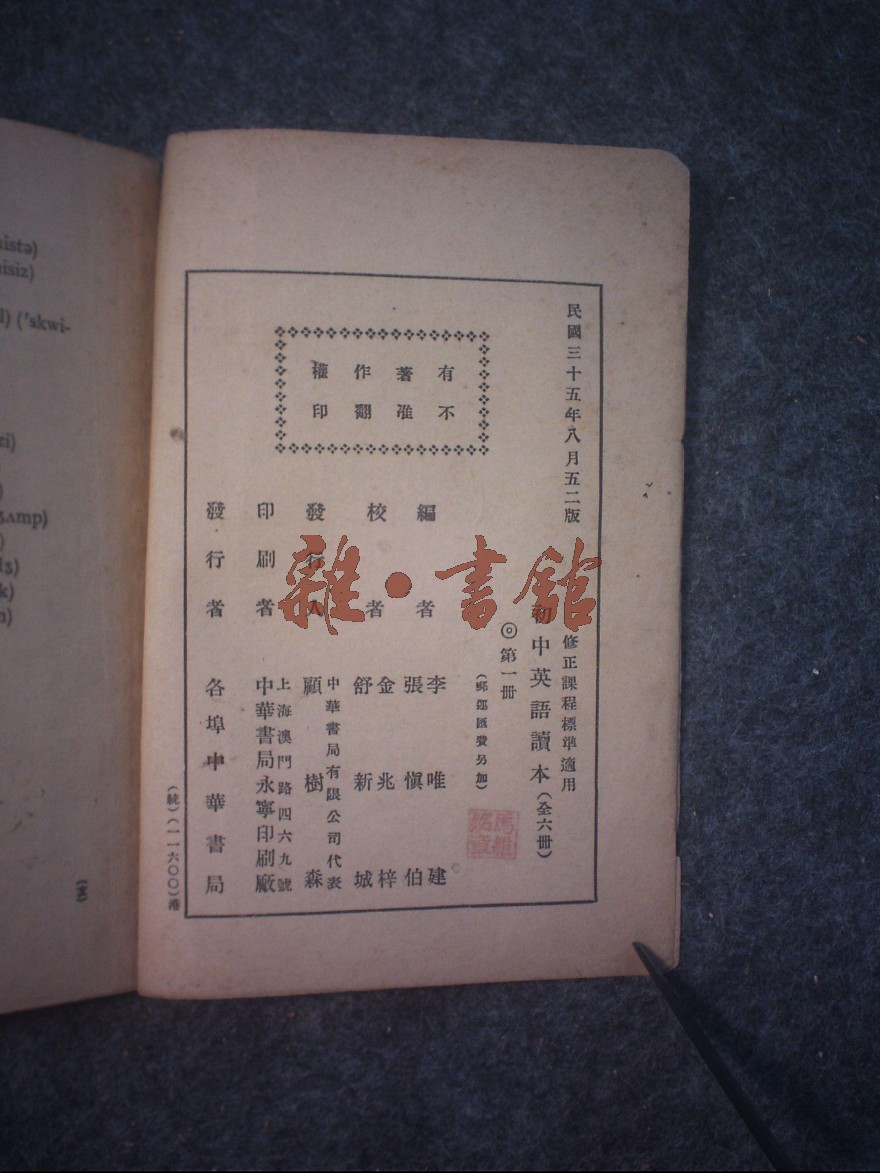 民國三十五年八月五二版
修正課程標準適用
初中英語讀本(全六冊)
◎第一冊
(郵運匯費另加)
有著作權
不准翻印
編者 李唯建
張慎伯
校者 金兆梓
舒新城
發行人 中華書局有限公司代表
顧樹森
印刷者 上海澳門路四六九號
中華書局永寧印刷廠
發行者 各埠中華書局
(統)(一一六〇〇)港
雜·書館
isiz)
('skwi-
ʒʌmp)